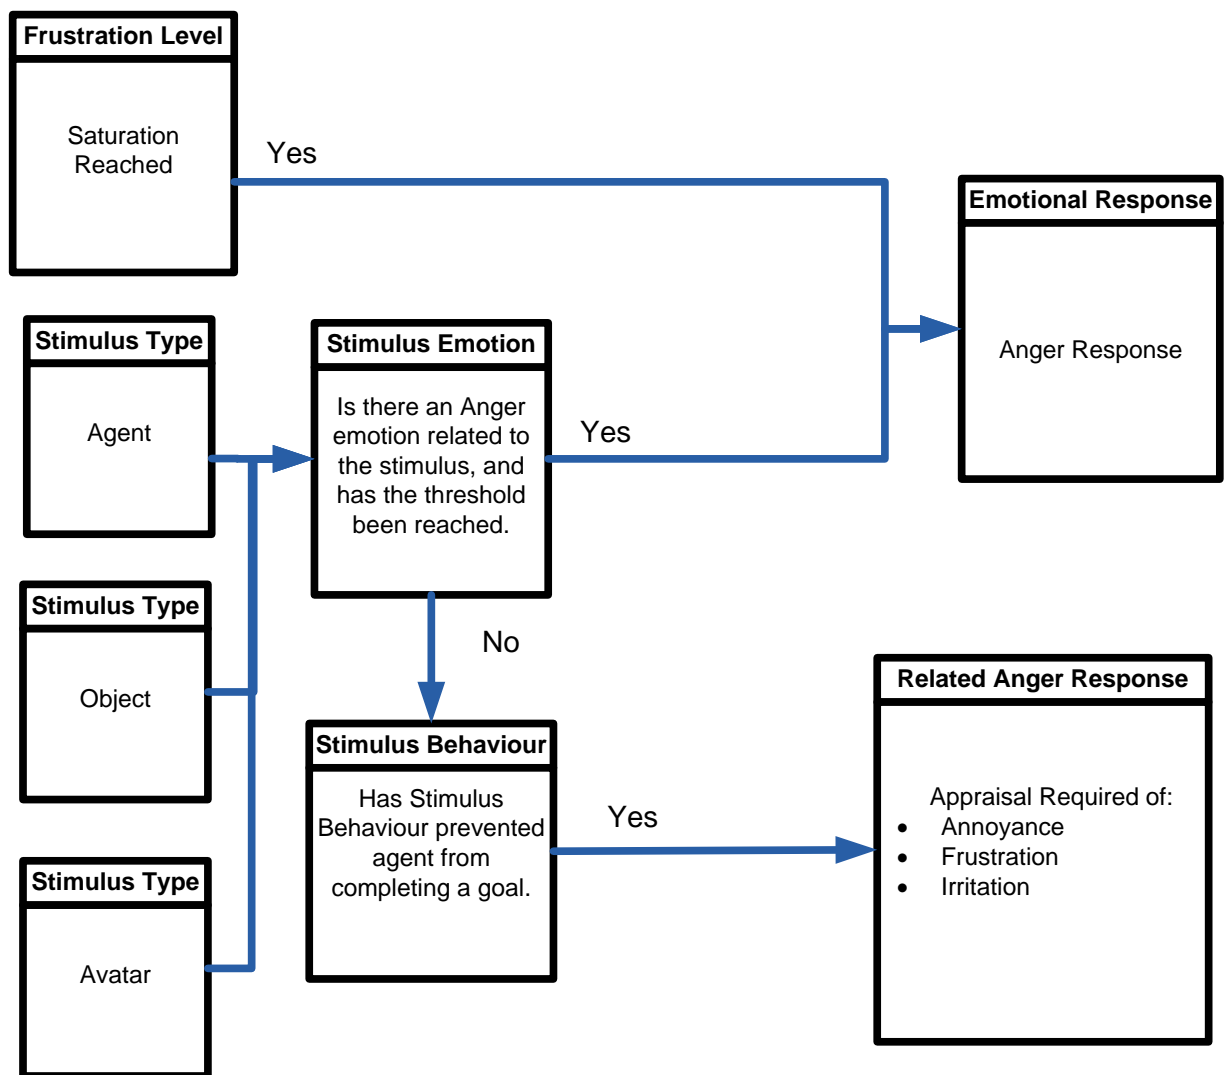 Frustration Level
Saturation
Reached
Yes
Emotional Response
Anger Response
Stimulus Type
Agent
Stimulus Emotion
Is there an Anger
emotion related to
the stimulus, and
has the threshold
been reached.
Yes
No
Stimulus Type
Object
Stimulus Behaviour
Has Stimulus
Behaviour prevented
agent from
completing a goal.
Yes
Related Anger Response
Appraisal Required of:
• Annoyance
• Frustration
• Irritation
Stimulus Type
Avatar